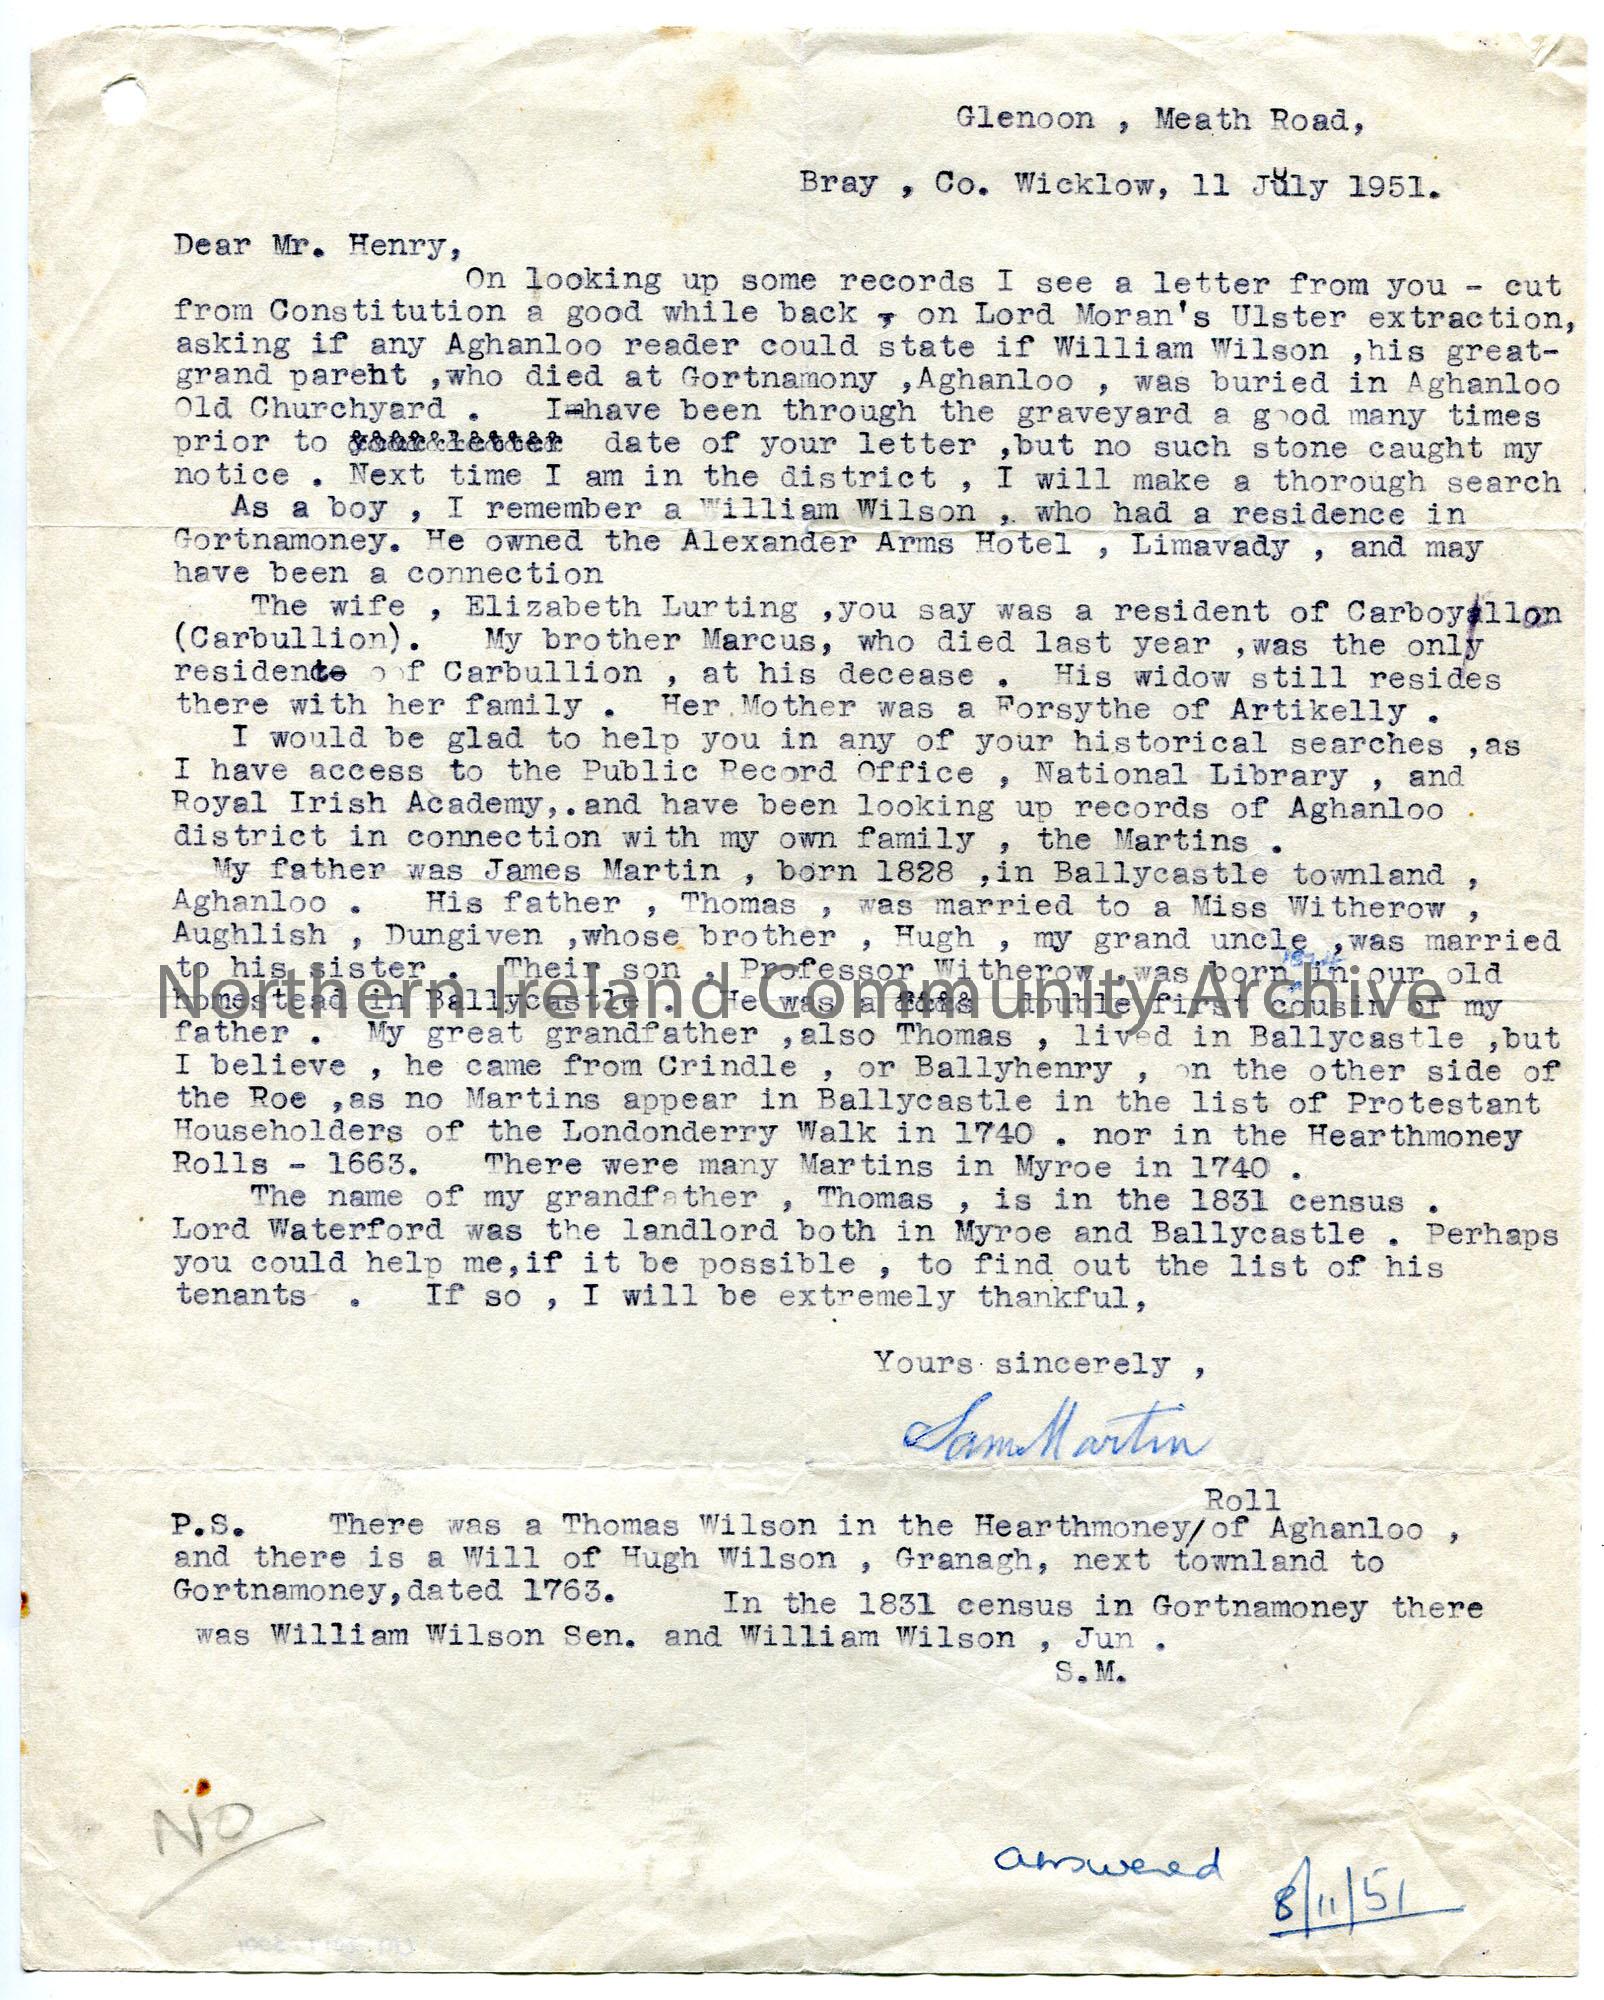 Glenoon , Meath Road,
Bray , Co. Wicklow, 11 July 1951.
Dear Mr. Henry,
On looking up some records I see a letter from you - cut
from Constitution a good while back , on Lord Moran's Ulster extraction,
asking if any Aghanloo reader could state if William Wilson ,his great-
grand parent ,who died at Gortnamony ,Aghanloo , was buried in Aghanloo
Old Churchyard . I have been through the graveyard a good many times
prior to your letter date of your letter ,but no such stone caught my
notice . Next time I am in the district , I will make a thorough search
As a boy , I remember a William Wilson , who had a residence in
Gortnamoney. He owned the Alexander Arms Hotel , Limavady , and may
have been a connection
The wife , Elizabeth Lurting ,you say was a resident of Carboyallon
(Carbullion). My brother Marcus, who died last year ,was the only
residente oof Carbullion , at his decease . His widow still resides
there with her family . Her Mother was a Forsythe of Artikelly .
I would be glad to help you in any of your historical searches ,as
I have access to the Public Record Office , National Library , and
Royal Irish Academy,.and have been looking up records of Aghanloo
district in connection with my own family , the Martins .
My father was James Martin , born 1828 ,in Ballycastle townland ,
Aghanloo . His father , Thomas , was married to a Miss Witherow ,
Aughlish , Dungiven ,whose brother , Hugh , my grand uncle ,was married
to his sister . Their son , Professor Witherow ,was born in our old
homestead in Ballycastle . He was a double first cousin of my
father . My great grandfather ,also Thomas , lived in Ballycastle ,but
I believe , he came from Crindle , or Ballyhenry , on the other side of
the Roe ,as no Martins appear in Ballycastle in the list of Protestant
Householders of the Londonderry Walk in 1740 . nor in the Hearthmoney
Rolls - 1663. There were many Martins in Myroe in 1740 .
The name of my grandfather , Thomas , is in the 1831 census .
Lord Waterford was the landlord both in Myroe and Ballycastle . Perhaps
you could help me,if it be possible , to find out the list of his
tenants . If so , I will be extremely thankful,
Yours sincerely ,
Sam Martin
Roll
P.S. There was a Thomas Wilson in the Hearthmoney/of Aghanloo ,
and there is a Will of Hugh Wilson , Granagh, next townland to
Gortnamoney,dated 1763. In the 1831 census in Gortnamoney there
was William Wilson Sen. and William Wilson , Jun .
S.M.
NO
answered
8/11/51
Northern Ireland Community Archive